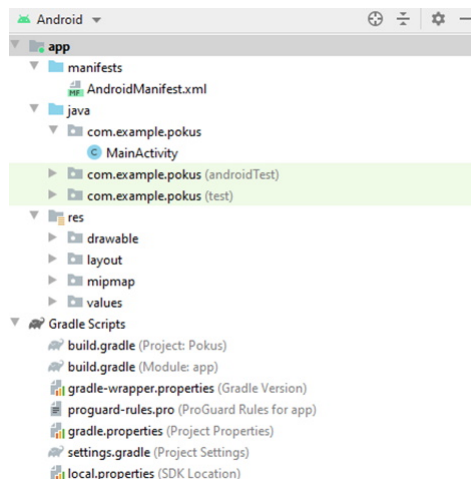 Android
app
manifests
MF AndroidManifest.xml
java
com.example.pokus
C MainActivity
com.example.pokus (androidTest)
com.example.pokus (test)
res
drawable
layout
mipmap
values
Gradle Scripts
build.gradle (Project: Pokus)
build.gradle (Module: app)
gradle-wrapper.properties (Gradle Version)
proguard-rules.pro (ProGuard Rules for app)
gradle.properties (Project Properties)
settings.gradle (Project Settings)
local.properties (SDK Location)